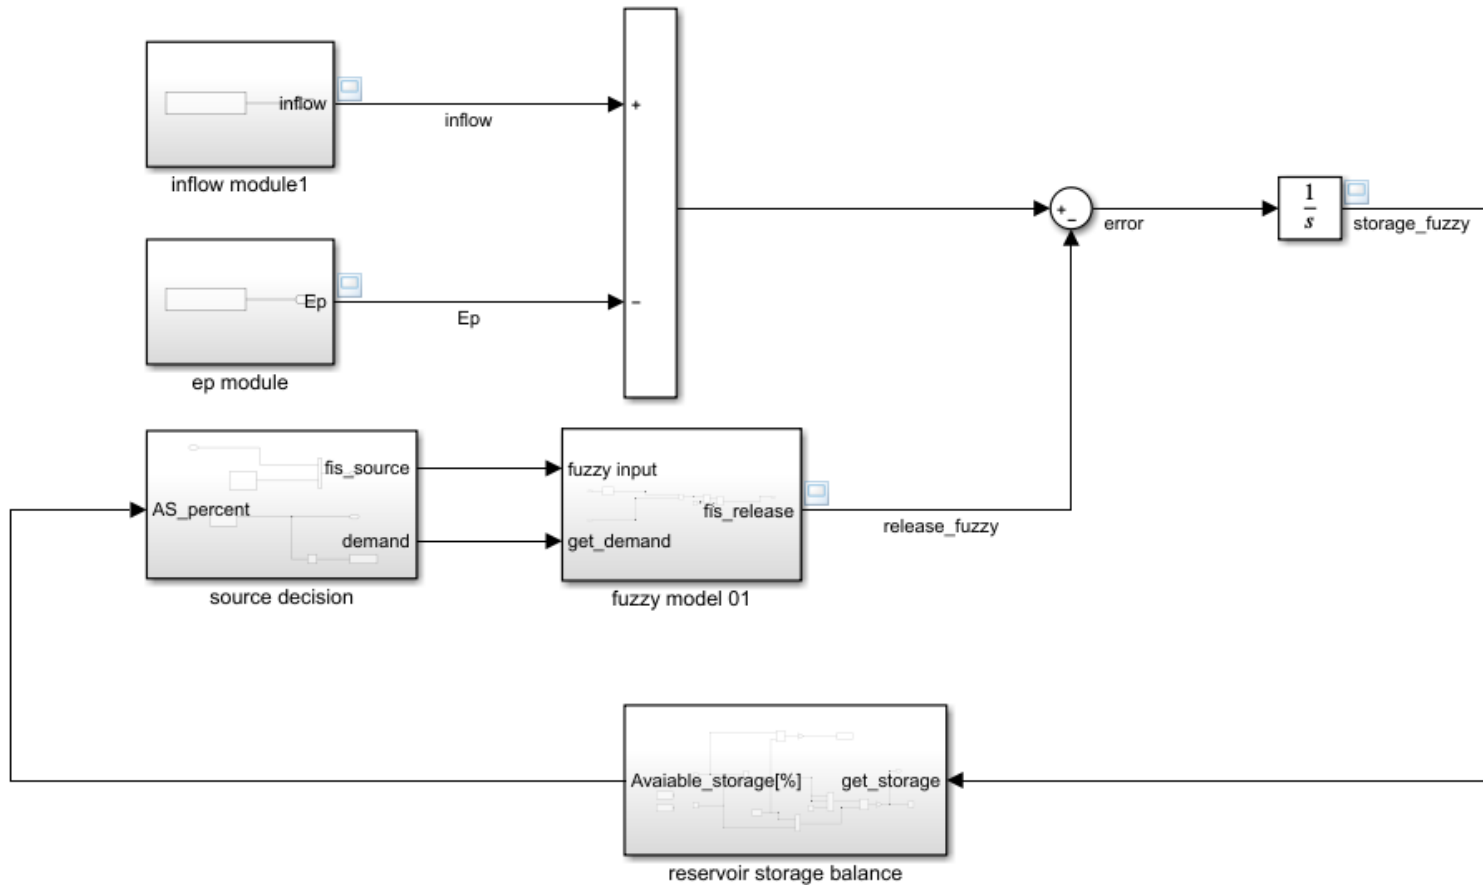 inflow
inflow
+
inflow module1
Ep
Ep
−
ep module
+
−
error
1
s
storage_fuzzy
fis_source
AS_percent
demand
source decision
fuzzy input
fis_release
get_demand
fuzzy model 01
release_fuzzy
Avaiable_storage[%]
get_storage
reservoir storage balance